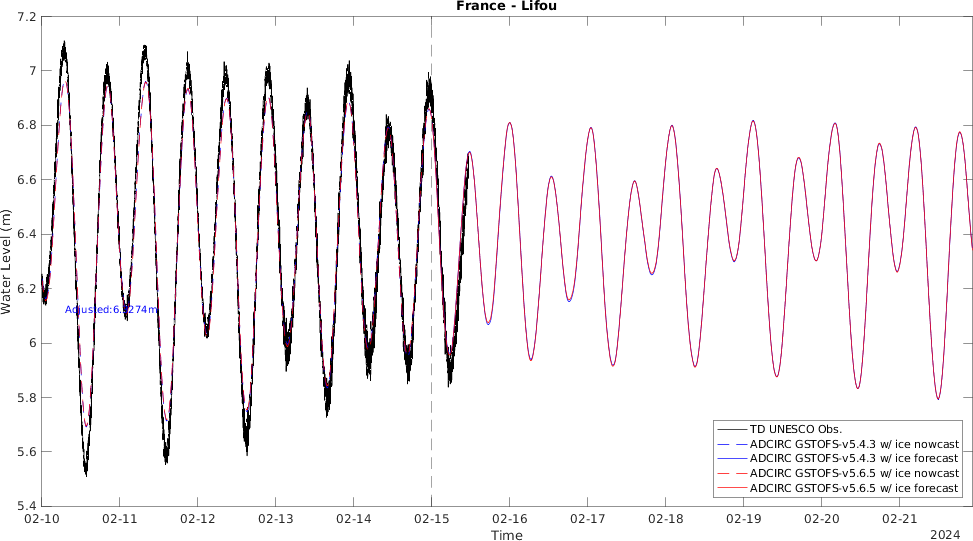 France - Lifou
7.2
7
6.8
6.6
6.4
6.2
6
5.8
5.6
5.4
Water Level (m)
TD UNESCO Obs.
ADCIRC GSTOFS-v5.4.3 w/ ice nowcast
ADCIRC GSTOFS-v5.4.3 w/ ice forecast
ADCIRC GSTOFS-v5.6.5 w/ ice nowcast
ADCIRC GSTOFS-v5.6.5 w/ ice forecast
02-10 02-11 02-12 02-13 02-14 02-15 02-16 02-17 02-18 02-19 02-20 02-21
Time
2024